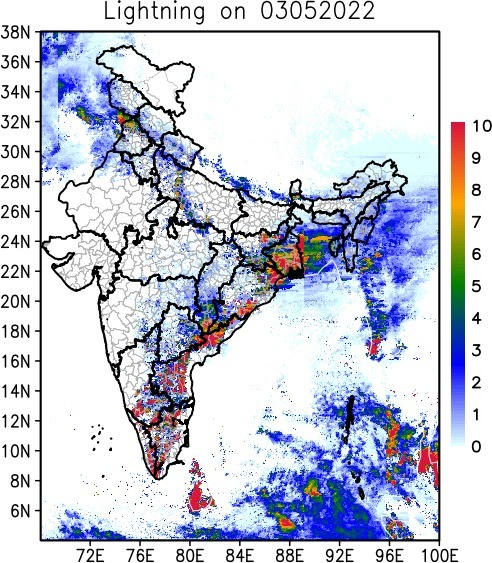 Lightning on 03052022
38N
36N
34N
32N
30N
28N
26N
24N
22N
20N
18N
16N
14N
12N
10N
8N
6N
72E 76E 80E 84E 88E 92E 96E 100E
10
9
8
7
6
5
4
3
2
1
0